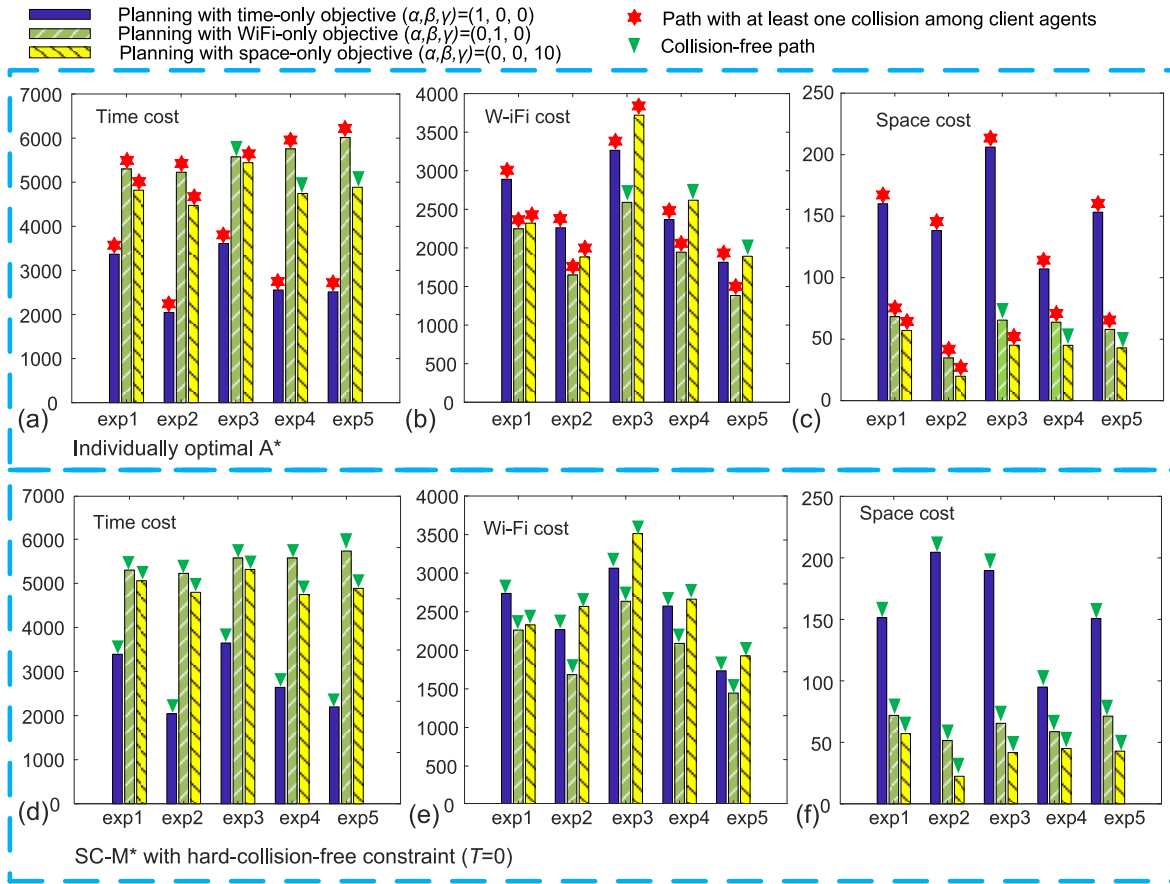 Planning with time-only objective (α,β,γ)=(1, 0, 0)
Planning with WiFi-only objective (α,β,γ)=(0,1, 0)
Planning with space-only objective (α,β,γ)=(0, 0, 10)
Path with at least one collision among client agents
Collision-free path
Time cost
7000
6000
5000
4000
3000
2000
1000
0
exp1 exp2 exp3 exp4 exp5
(a)
W-iFi cost
4000
3500
3000
2500
2000
1500
1000
500
0
exp1 exp2 exp3 exp4 exp5
(b)
Space cost
250
200
150
100
50
0
exp1 exp2 exp3 exp4 exp5
(c)
Individually optimal A*
Time cost
7000
6000
5000
4000
3000
2000
1000
0
exp1 exp2 exp3 exp4 exp5
(d)
Wi-Fi cost
4000
3500
3000
2500
2000
1500
1000
500
0
exp1 exp2 exp3 exp4 exp5
(e)
Space cost
250
200
150
100
50
0
exp1 exp2 exp3 exp4 exp5
(f)
SC-M* with hard-collision-free constraint (T=0)